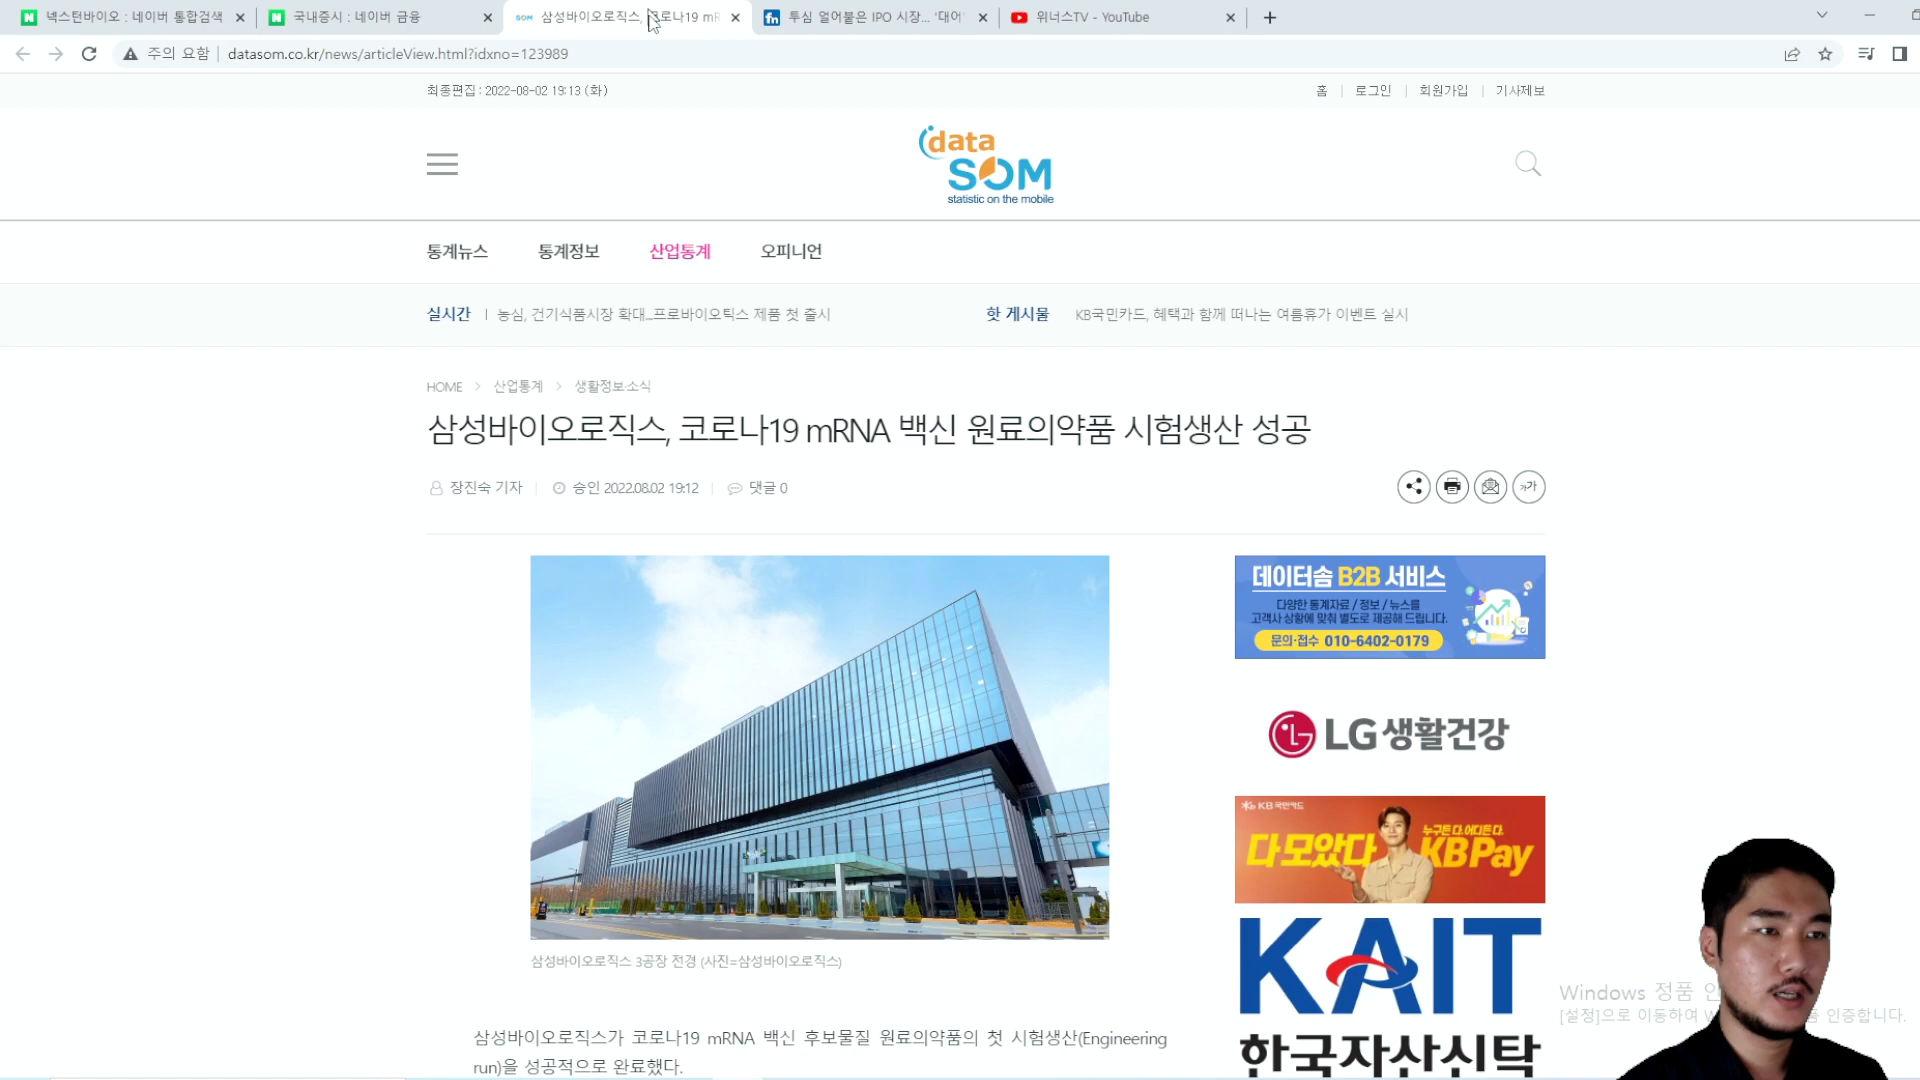 넥스턴바이오 : 네이버 통합검색
국내증시 : 네이버 금융
SOM 삼성바이오로직스, 코로나19 mR
fn 투심 얼어붙은 IPO 시장... '대어'
위너스TV - YouTube
주의 요함 | datasom.co.kr/news/articleView.html?idxno=123989
최종편집 : 2022-08-02 19:13 (화)
홈 | 로그인 | 회원가입 | 기사제보
data
SOM
statistic on the mobile
통계뉴스 통계정보 산업통계 오피니언
실시간 | 농심, 건기식품시장 확대...프로바이오틱스 제품 첫 출시
핫 게시물 KB국민카드, 혜택과 함께 떠나는 여름휴가 이벤트 실시
HOME > 산업통계 > 생활정보·소식
삼성바이오로직스, 코로나19 mRNA 백신 원료의약품 시험생산 성공
장진숙 기자 | 승인 2022.08.02 19:12 | 댓글 0
가가
데이터솜 B2B 서비스
다양한 통계자료 / 정보 / 뉴스를
고객사 상황에 맞춰 별도로 제공해 드립니다.
문의·접수 010-6402-0179
LG생활건강
KB국민카드
누구든 다. 어디든 다.
다모았다 KB Pay
KAIT
한국자산신탁
삼성바이오로직스 3공장 전경 (사진=삼성바이오로직스)
삼성바이오로직스가 코로나19 mRNA 백신 후보물질 원료의약품의 첫 시험생산(Engineering
run)을 성공적으로 완료했다.
Windows 정품
[설정]으로 이동하여 인증합니다.